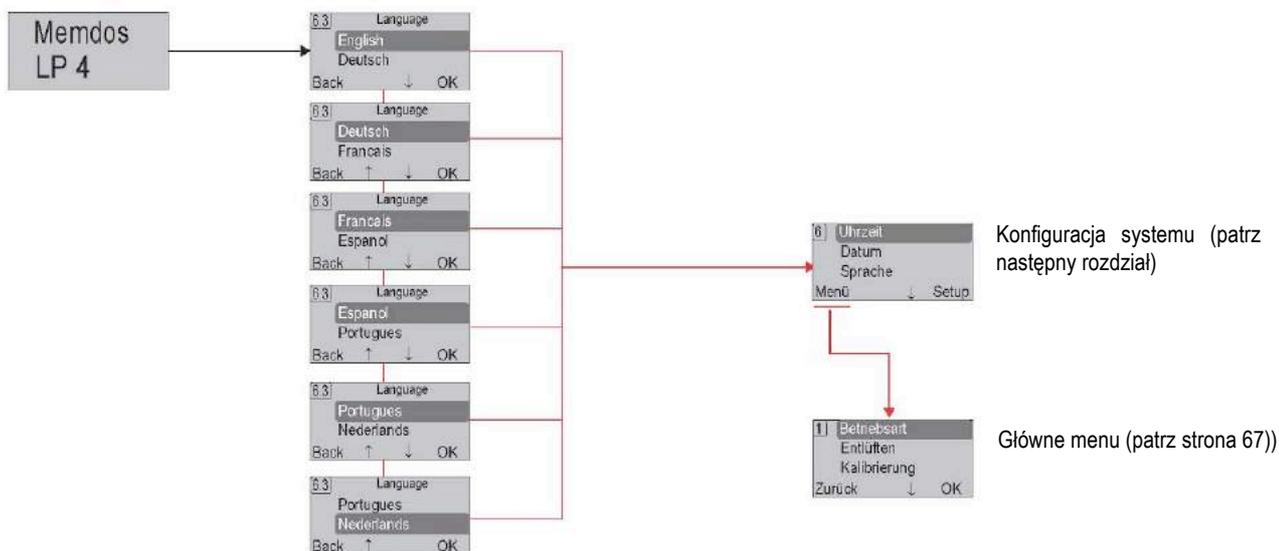 Memdos
LP 4
6.3 Language
English
Deutsch
Back ↓ OK
6.3 Language
Deutsch
Francais
Back ↑ ↓ OK
6.3 Language
Francais
Espanol
Back ↑ ↓ OK
6.3 Language
Espanol
Portugues
Back ↑ ↓ OK
6.3 Language
Portugues
Nederlands
Back ↑ ↓ OK
6.3 Language
Portugues
Nederlands
Back ↑ OK
6 Uhrzeit
Datum
Sprache
Menü ↓ Setup
Konfiguracja systemu (patrz
następny rozdział)
1 Betriebsart
Entlüften
Kalibrierung
Zurück ↓ OK
Główne menu (patrz strona 67))